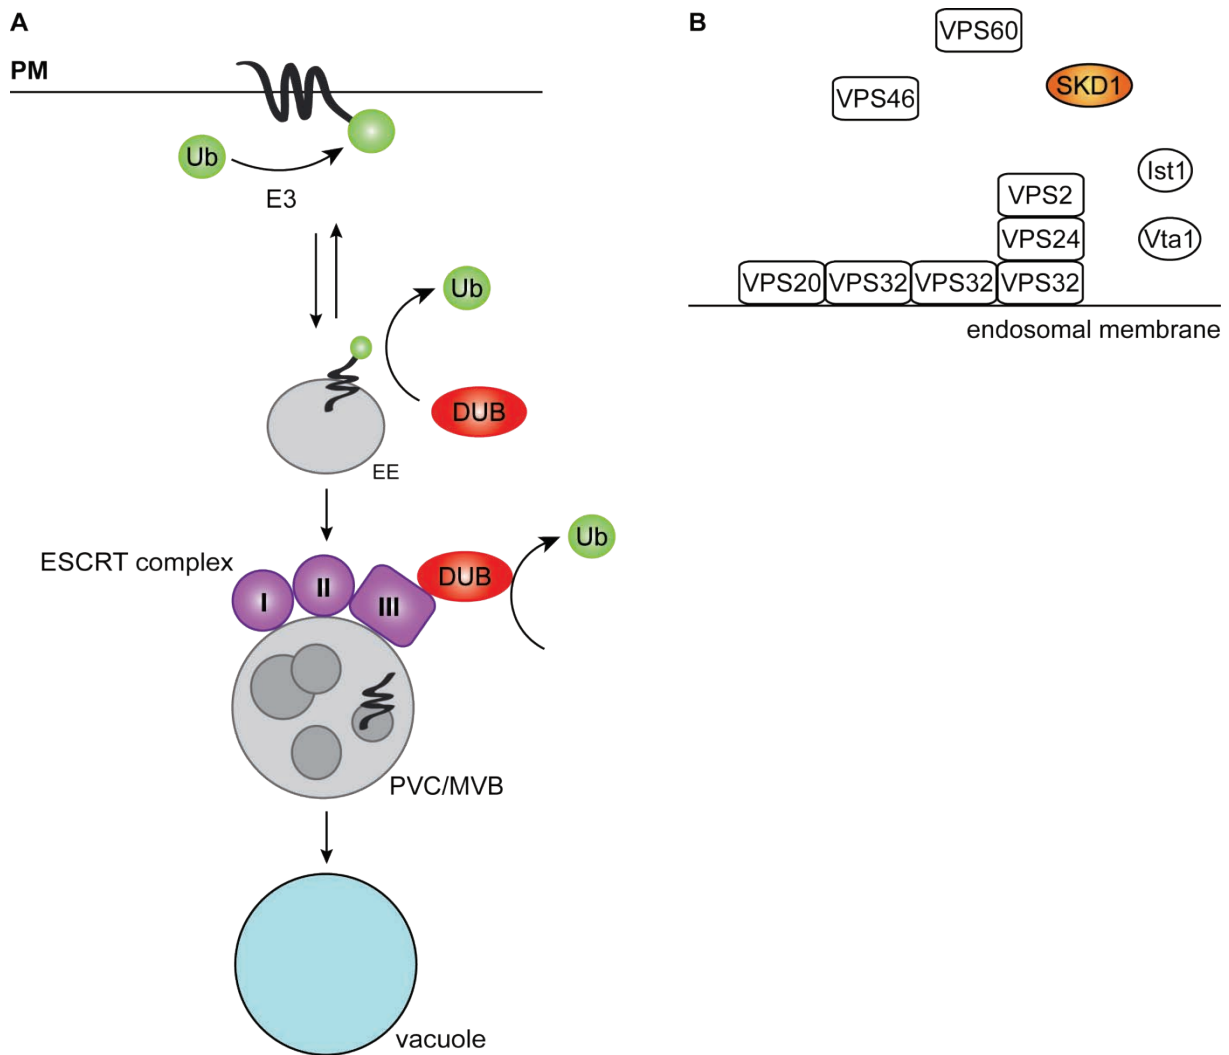 A
PM
Ub
E3
Ub
DUB
EE
ESCRT complex
I
II
III
DUB
Ub
PVC/MVB
vacuole
B
VPS60
SKD1
VPS46
Ist1
VPS2
VPS24
Vta1
VPS20 VPS32 VPS32 VPS32
endosomal membrane